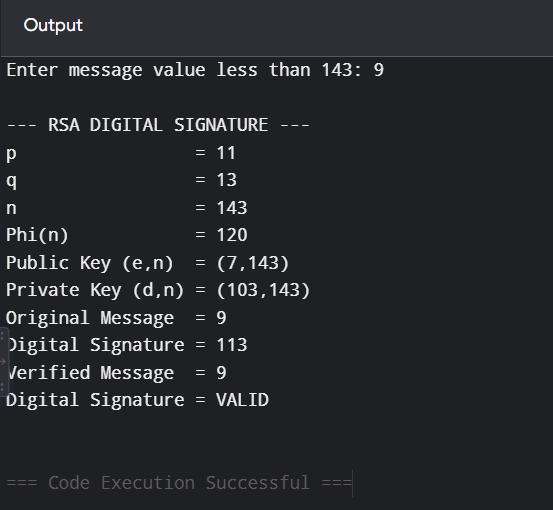 Output
Enter message value less than 143: 9
--- RSA DIGITAL SIGNATURE ---
p = 11
q = 13
n = 143
Phi(n) = 120
Public Key (e,n) = (7,143)
Private Key (d,n) = (103,143)
Original Message = 9
Digital Signature = 113
Verified Message = 9
Digital Signature = VALID
=== Code Execution Successful ===